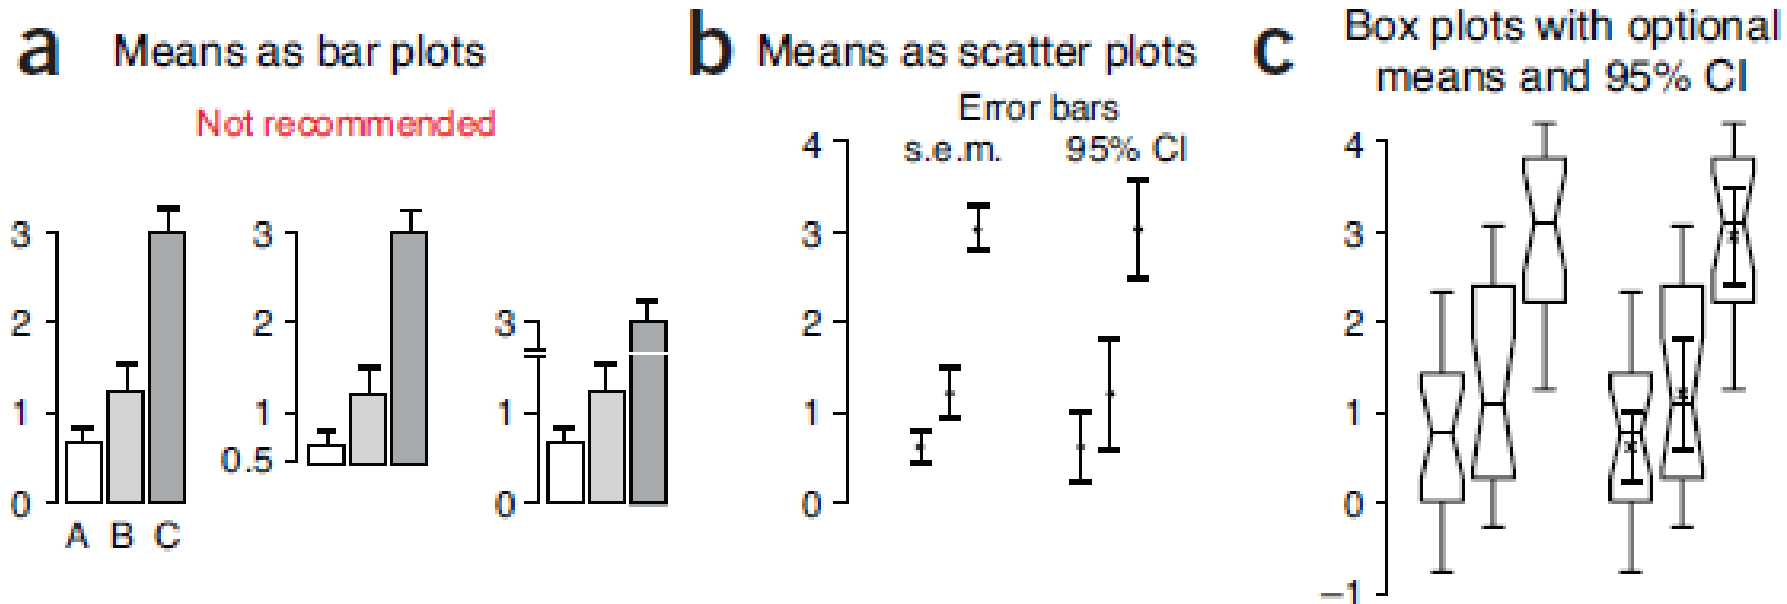 a Means as bar plots
Not recommended
3
2
1
0
A B C
3
2
1
0.5
3
1
0
b Means as scatter plots
Error bars
s.e.m. 95% CI
4
3
2
1
0
c Box plots with optional
means and 95% CI
4
3
2
1
0
–1